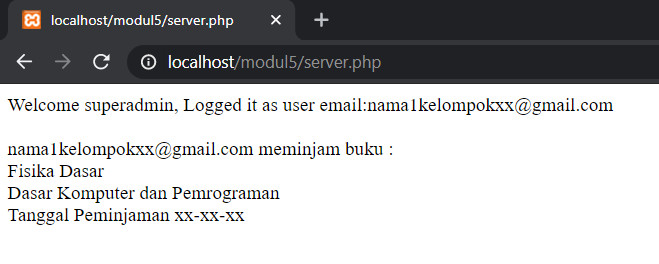 localhost/modul5/server.php
localhost/modul5/server.php
Welcome superadmin, Logged it as user email:nama1kelompokxx@gmail.com
nama1kelompokxx@gmail.com meminjam buku :
Fisika Dasar
Dasar Komputer dan Pemrograman
Tanggal Peminjaman xx-xx-xx